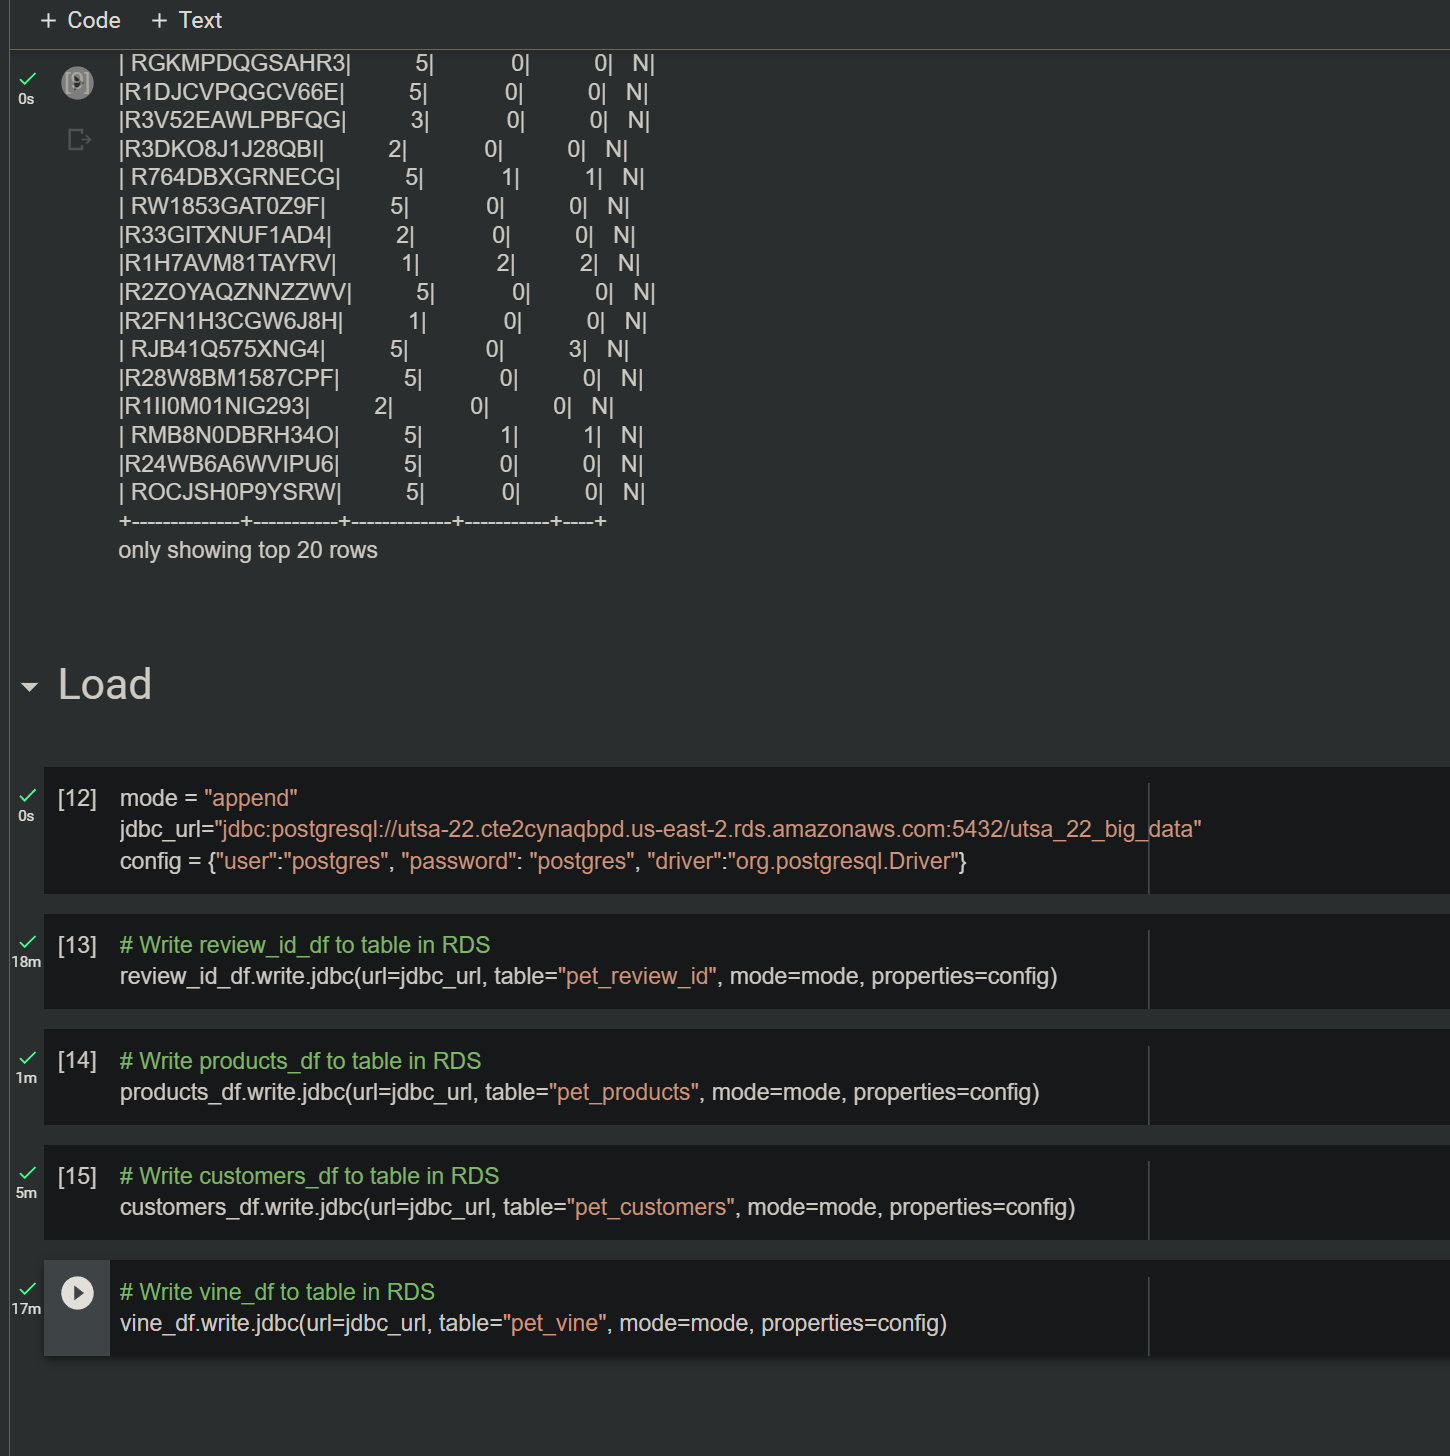 + Code + Text
| RGKMPDQGSAHR3| 5| 0| 0| N|
0s [9] |R1DJCVPQGCV66E| 5| 0| 0| N|
|R3V52EAWLPBFQG| 3| 0| 0| N|
|R3DKO8J1J28QBI| 2| 0| 0| N|
| R764DBXGRNECG| 5| 1| 1| N|
| RW1853GAT0Z9F| 5| 0| 0| N|
|R33GITXNUF1AD4| 2| 0| 0| N|
|R1H7AVM81TAYRV| 1| 2| 2| N|
|R2ZOYAQZNNZZWV| 5| 0| 0| N|
|R2FN1H3CGW6J8H| 1| 0| 0| N|
| RJB41Q575XNG4| 5| 0| 3| N|
|R28W8BM1587CPF| 5| 0| 0| N|
|R1II0M01NIG293| 2| 0| 0| N|
| RMB8N0DBRH34O| 5| 1| 1| N|
|R24WB6A6WVIPU6| 5| 0| 0| N|
| ROCJSH0P9YSRW| 5| 0| 0| N|
+--------------+-----------+-------------+-----------+----+
only showing top 20 rows
Load
[12] mode = "append"
0s jdbc_url="jdbc:postgresql://utsa-22.cte2cynaqbpd.us-east-2.rds.amazonaws.com:5432/utsa_22_big_data"
config = {"user":"postgres", "password": "postgres", "driver":"org.postgresql.Driver"}
[13] # Write review_id_df to table in RDS
18m review_id_df.write.jdbc(url=jdbc_url, table="pet_review_id", mode=mode, properties=config)
[14] # Write products_df to table in RDS
1m products_df.write.jdbc(url=jdbc_url, table="pet_products", mode=mode, properties=config)
[15] # Write customers_df to table in RDS
5m customers_df.write.jdbc(url=jdbc_url, table="pet_customers", mode=mode, properties=config)
# Write vine_df to table in RDS
17m vine_df.write.jdbc(url=jdbc_url, table="pet_vine", mode=mode, properties=config)